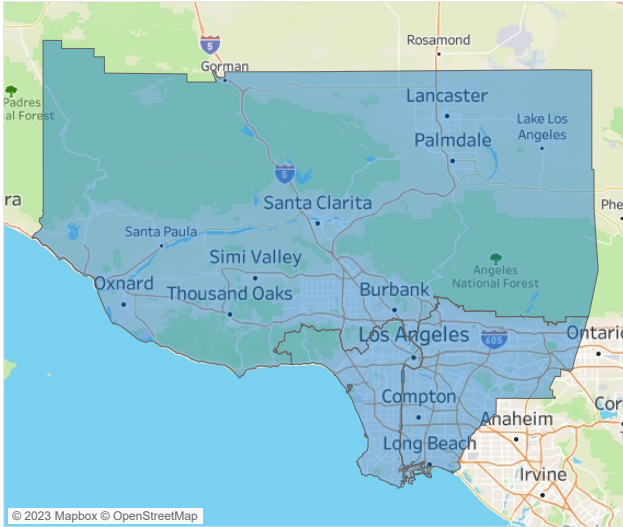 Rosamond
5
Gorman
Padres
al Forest
Lancaster
Lake Los
Angeles
Palmdale
5
ra
Santa Clarita
Phe
Santa Paula
Simi Valley
Angeles
National Forest
Oxnard
Thousand Oaks
Burbank
Los Angeles
605
Ontario
Compton
Cor
Anaheim
Long Beach
Irvine
© 2023 Mapbox © OpenStreetMap